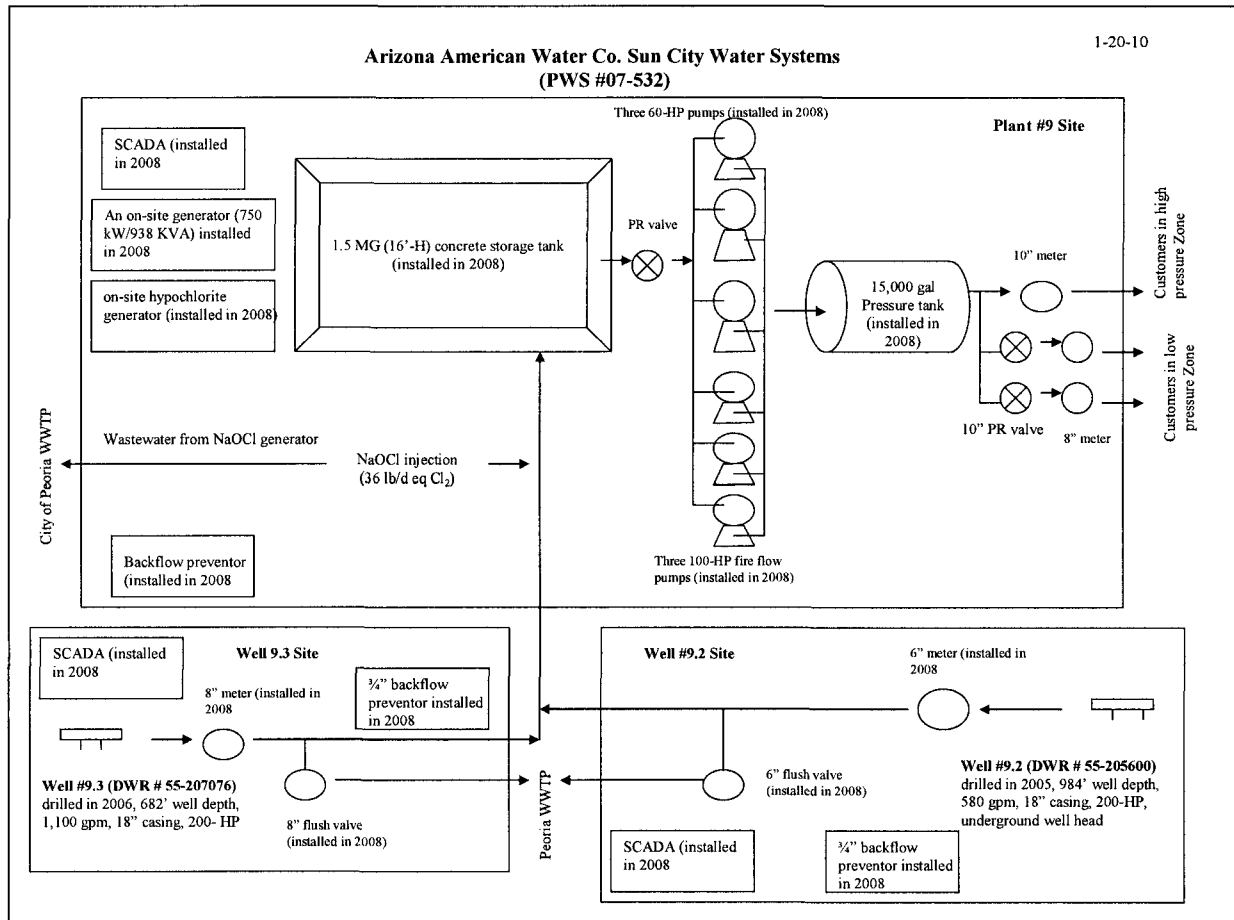 1-20-10
Arizona American Water Co. Sun City Water Systems
(PWS #07-532)
Three 60-HP pumps (installed in 2008)
Plant #9 Site
SCADA (installed
in 2008
An on-site generator (750
kW/938 KVA) installed
in 2008
on-site hypochlorite
generator (installed in 2008)
1.5 MG (16'-H) concrete storage tank
(installed in 2008)
PR valve
15,000 gal
Pressure tank
(installed in
2008)
10" meter
Customers in high
pressure Zone
Customers in low
pressure Zone
10" PR valve
8" meter
Wastewater from NaOCl generator
NaOCl injection
(36 lb/d eq Cl₂)
City of Peoria WWTP
Backflow preventor
(installed in 2008
Three 100-HP fire flow
pumps (installed in 2008)
SCADA (installed
in 2008
Well 9.3 Site
8" meter (installed in
2008
¾" backflow
preventor installed
in 2008
Well #9.3 (DWR # 55-207076)
drilled in 2006, 682' well depth,
1,100 gpm, 18" casing, 200- HP
8" flush valve
(installed in 2008)
Peoria WWTP
Well #9.2 Site
6" meter (installed in
2008
6" flush valve
(installed in 2008)
Well #9.2 (DWR # 55-205600)
drilled in 2005, 984' well depth,
580 gpm, 18" casing, 200-HP,
underground well head
SCADA (installed
in 2008
¾" backflow
preventor installed in
2008